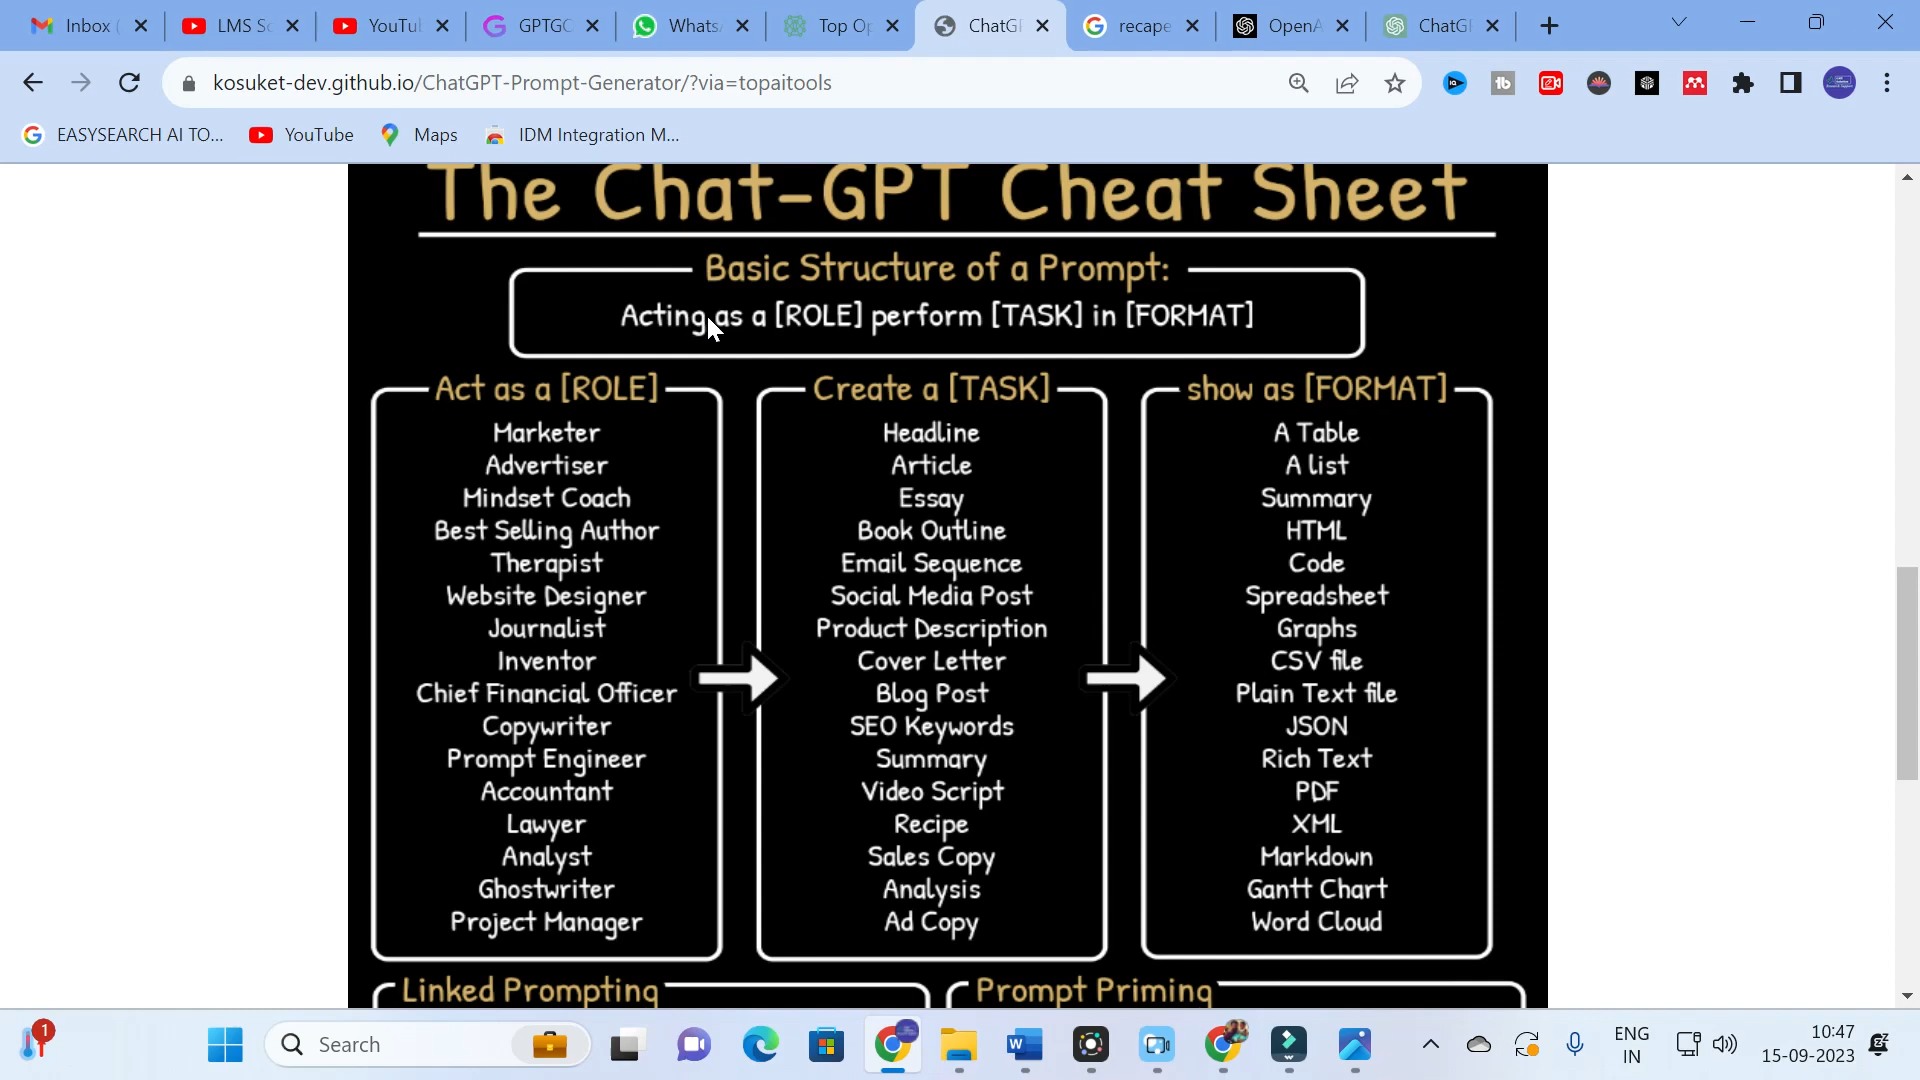 Inbox (
LMS Sc
YouTul
GPTGO
Whats
Top Op
ChatGI
recape
OpenA
ChatGI
kosuket-dev.github.io/ChatGPT-Prompt-Generator/?via=topaitools
EASYSEARCH AI TO...
YouTube
Maps
IDM Integration M...
The Chat-GPT Cheat Sheet
Basic Structure of a Prompt:
Acting as a [ROLE] perform [TASK] in [FORMAT]
Act as a [ROLE]
Marketer
Advertiser
Mindset Coach
Best Selling Author
Therapist
Website Designer
Journalist
Inventor
Chief Financial Officer
Copywriter
Prompt Engineer
Accountant
Lawyer
Analyst
Ghostwriter
Project Manager
Create a [TASK]
Headline
Article
Essay
Book Outline
Email Sequence
Social Media Post
Product Description
Cover Letter
Blog Post
SEO Keywords
Summary
Video Script
Recipe
Sales Copy
Analysis
Ad Copy
show as [FORMAT]
A Table
A list
Summary
HTML
Code
Spreadsheet
Graphs
CSV file
Plain Text file
JSON
Rich Text
PDF
XML
Markdown
Gantt Chart
Word Cloud
Linked Prompting
Prompt Priming
1
Search
ENG
IN
10:47
15-09-2023